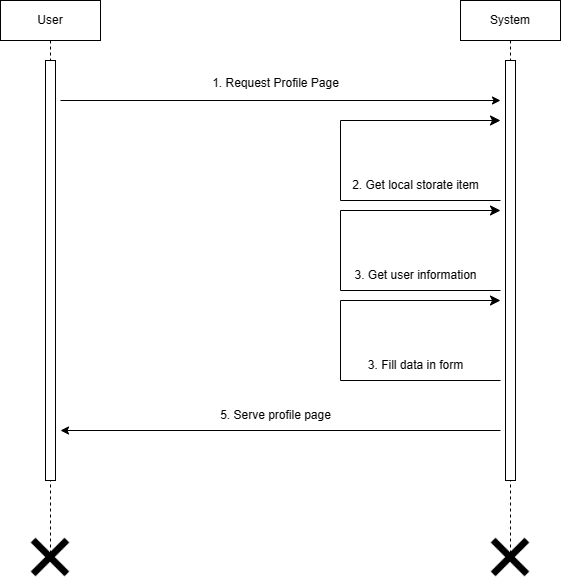 User
System
1. Request Profile Page
2. Get local storate item
3. Get user information
3. Fill data in form
5. Serve profile page